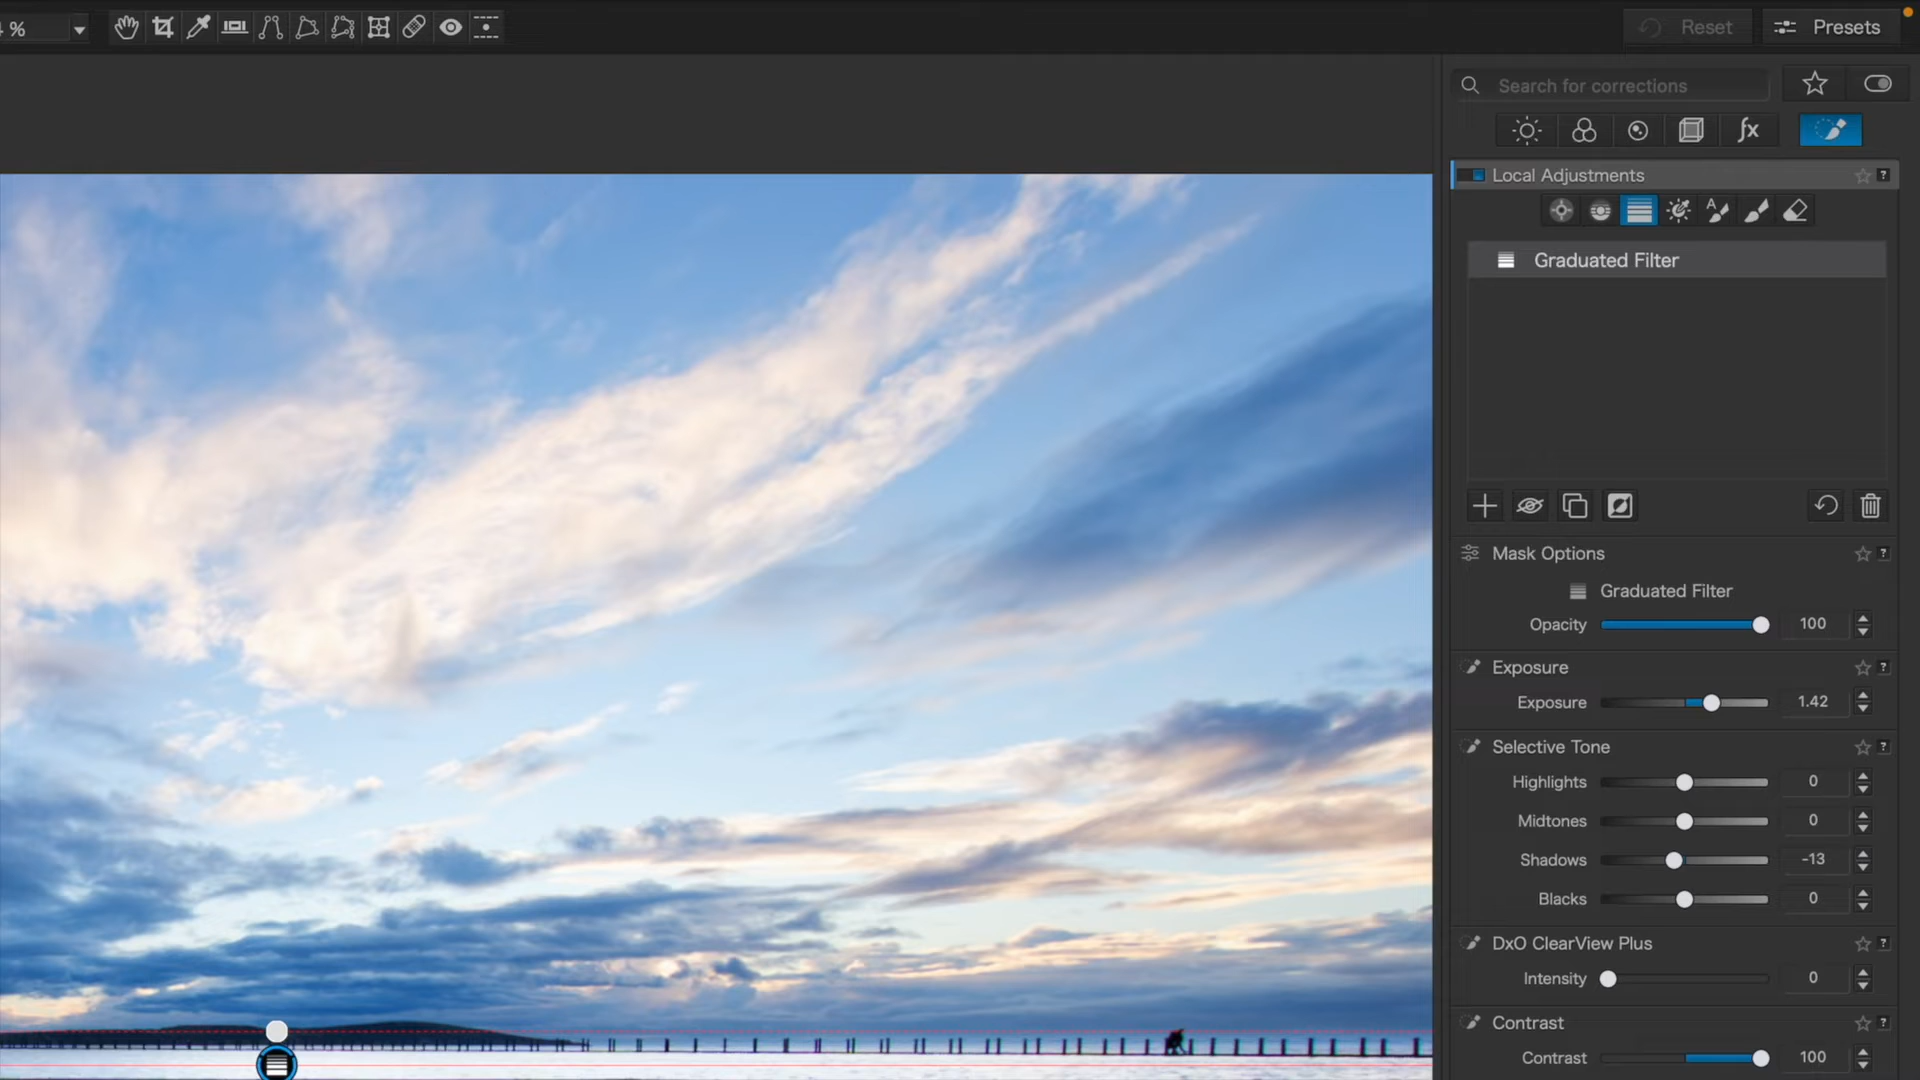 %
Reset
Presets
Search for corrections
fx
Local Adjustments
?
A
Graduated Filter
Mask Options
?
Graduated Filter
Opacity
100
Exposure
?
Exposure
1.42
Selective Tone
?
Highlights
0
Midtones
0
Shadows
-13
Blacks
0
DxO ClearView Plus
?
Intensity
0
Contrast
?
Contrast
100